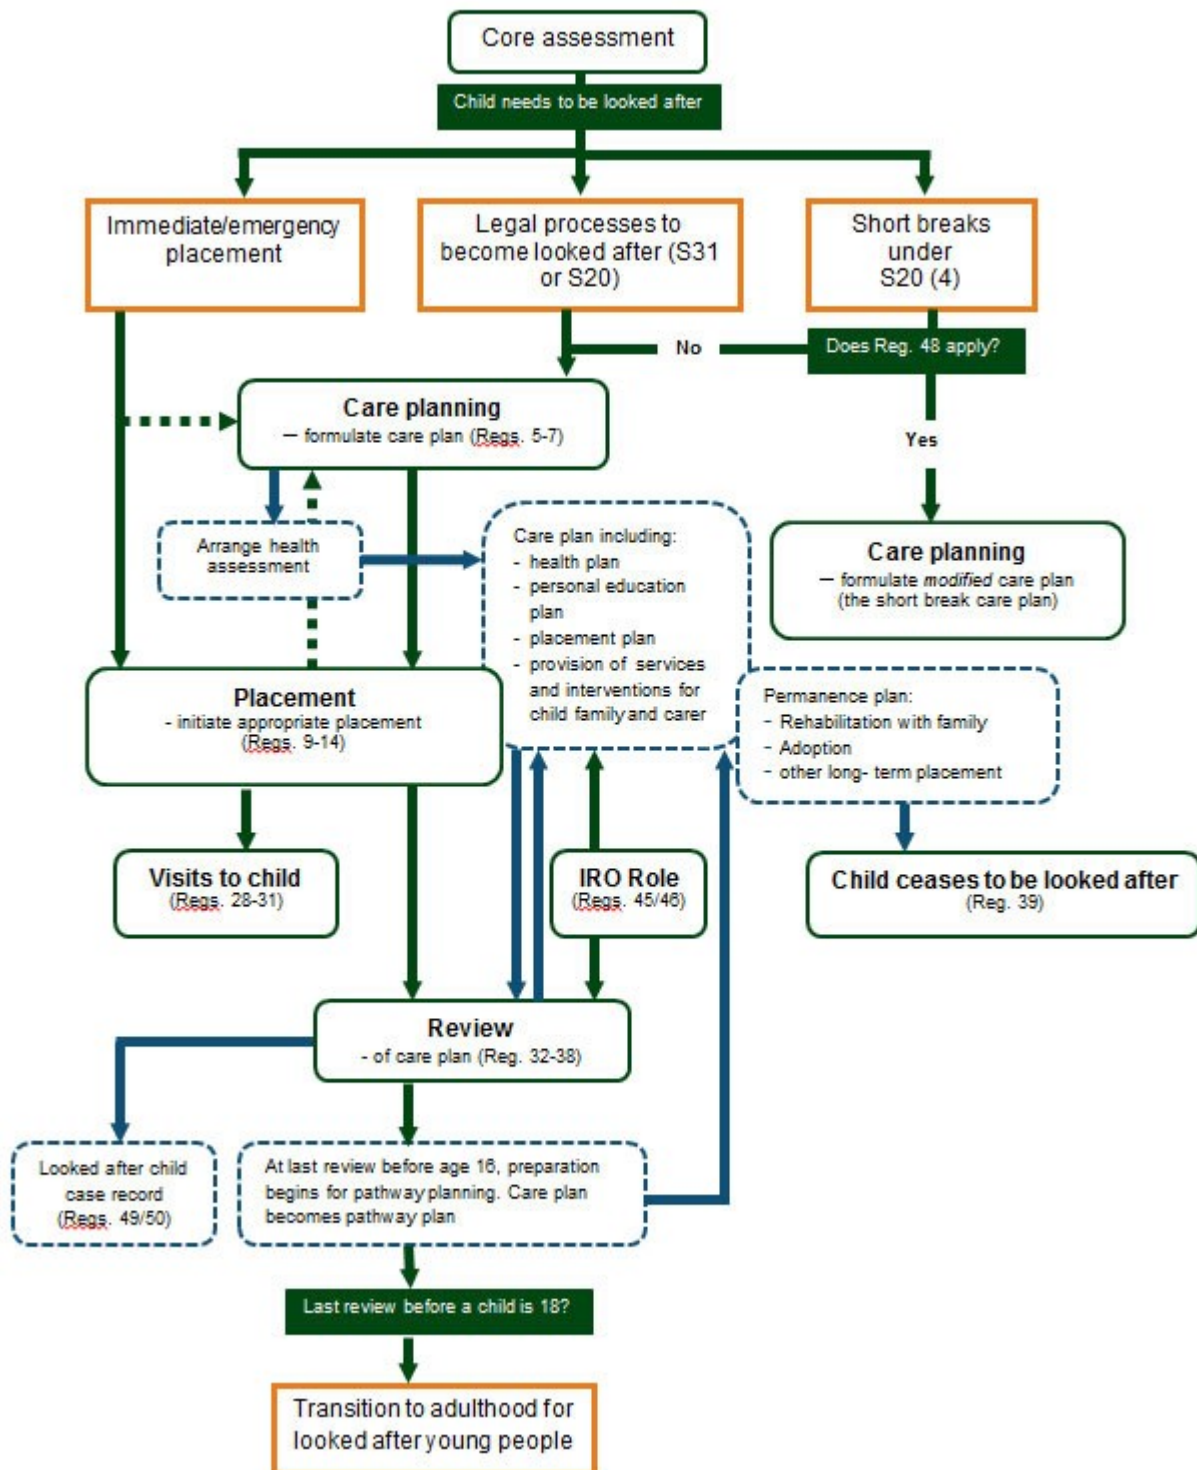 Core assessment
Child needs to be looked after
Immediate/emergency
placement
Legal processes to
become looked after (S31
or S20)
Short breaks
under
S20 (4)
No
Does Reg. 48 apply?
Care planning
— formulate care plan (Regs. 5-7)
Yes
Arrange health
assessment
Care plan including:
- health plan
- personal education
plan
- placement plan
- provision of services
and interventions for
child family and carer
Care planning
— formulate modified care plan
(the short break care plan)
Placement
- initiate appropriate placement
(Regs. 9-14)
Permanence plan:
- Rehabilitation with family
- Adoption
- other long- term placement
Visits to child
(Regs. 28-31)
IRO Role
(Regs. 45/46)
Child ceases to be looked after
(Reg. 39)
Review
- of care plan (Reg. 32-38)
Looked after child
case record
(Regs. 49/50)
At last review before age 16, preparation
begins for pathway planning. Care plan
becomes pathway plan
Last review before a child is 18?
Transition to adulthood for
looked after young people